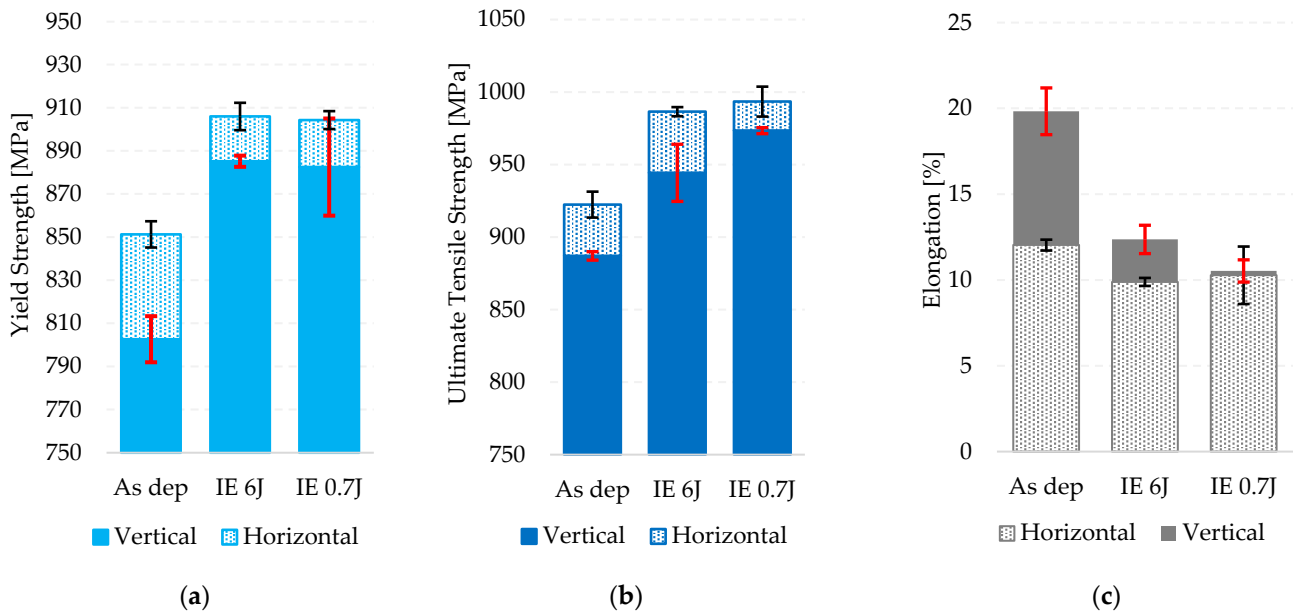 Yield Strength [MPa]
950
930
910
890
870
850
830
810
790
770
750
As dep IE 6J IE 0.7J
Vertical Horizontal
(a)
Ultimate Tensile Strength [MPa]
1050
1000
950
900
850
800
750
As dep IE 6J IE 0.7J
Vertical Horizontal
(b)
Elongation [%]
25
20
15
10
5
0
As dep IE 6J IE 0.7J
Horizontal Vertical
(c)